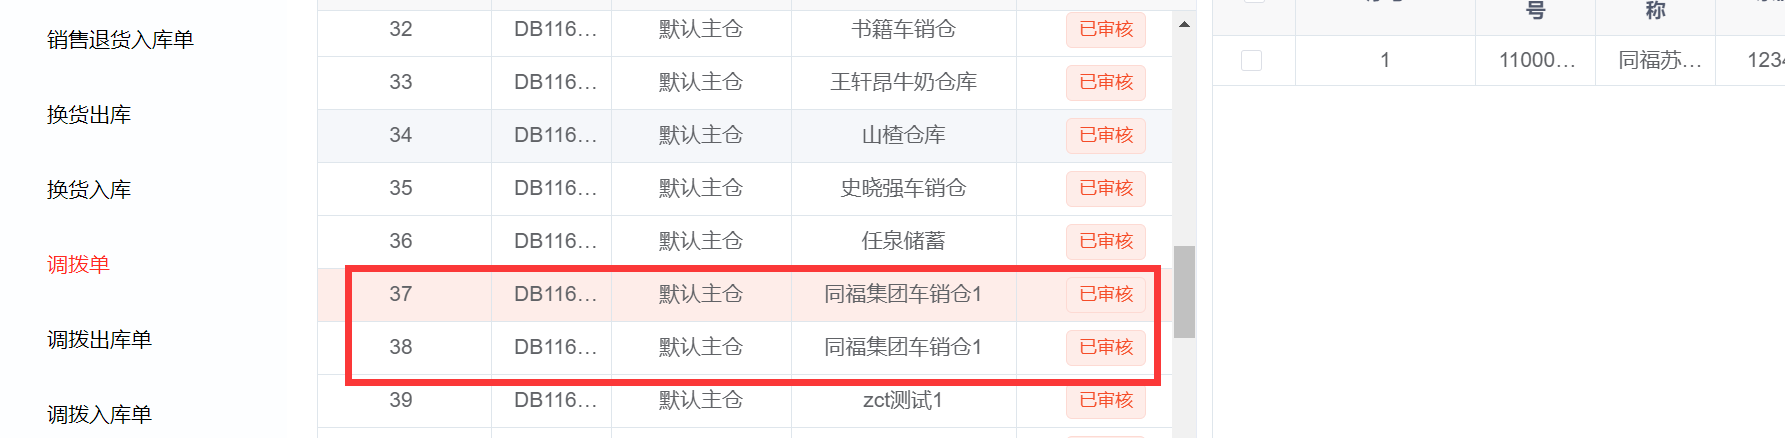 销售退货入库单
换货出库
换货入库
调拨单
调拨出库单
调拨入库单
32 DB116… 默认主仓 书籍车销仓 已审核
33 DB116… 默认主仓 王轩昂牛奶仓库 已审核
34 DB116… 默认主仓 山楂仓库 已审核
35 DB116… 默认主仓 史晓强车销仓 已审核
36 DB116… 默认主仓 任泉储蓄 已审核
37 DB116… 默认主仓 同福集团车销仓1 已审核
38 DB116… 默认主仓 同福集团车销仓1 已审核
39 DB116… 默认主仓 zct测试1 已审核
号 称
1 11000… 同福苏… 1234